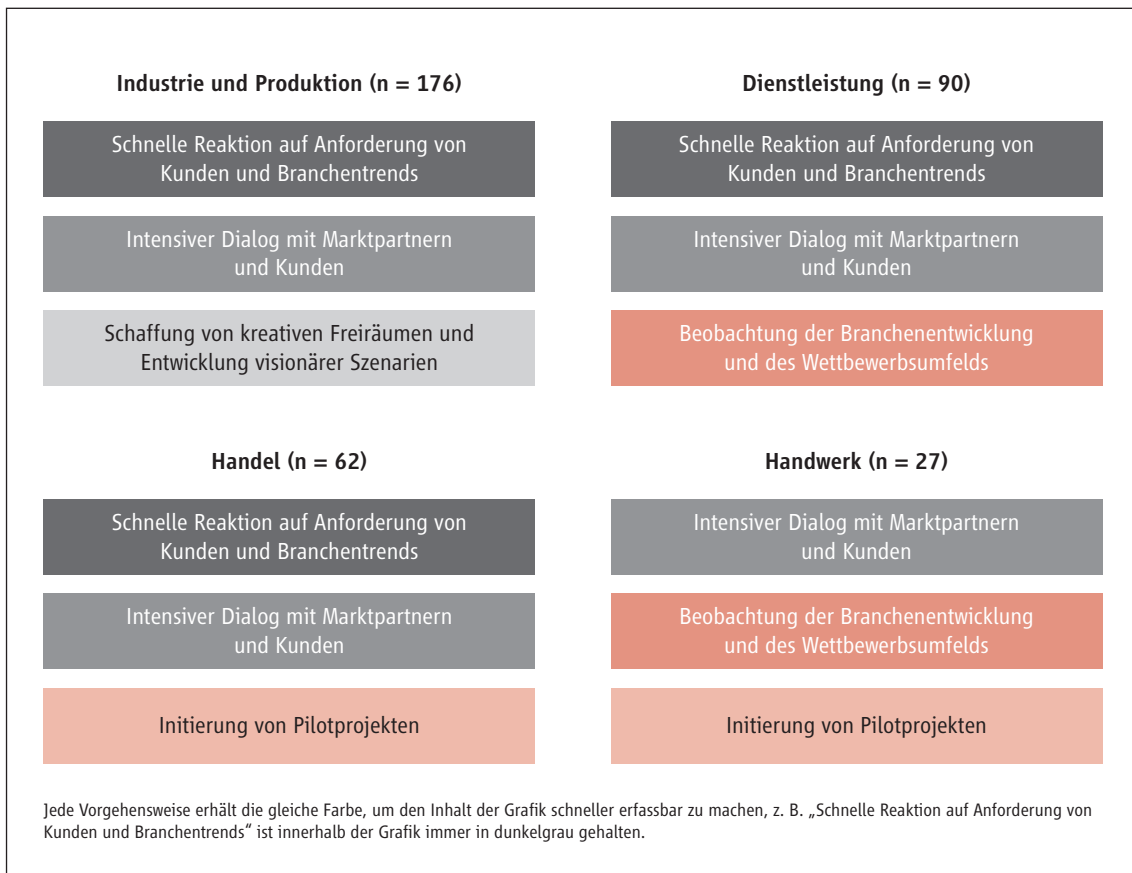 Industrie und Produktion (n = 176)
Schnelle Reaktion auf Anforderung von
Kunden und Branchentrends
Intensiver Dialog mit Marktpartnern
und Kunden
Schaffung von kreativen Freiräumen und
Entwicklung visionärer Szenarien
Dienstleistung (n = 90)
Schnelle Reaktion auf Anforderung von
Kunden und Branchentrends
Intensiver Dialog mit Marktpartnern
und Kunden
Beobachtung der Branchenentwicklung
und des Wettbewerbsumfelds
Handel (n = 62)
Schnelle Reaktion auf Anforderung von
Kunden und Branchentrends
Intensiver Dialog mit Marktpartnern
und Kunden
Initierung von Pilotprojekten
Handwerk (n = 27)
Intensiver Dialog mit Marktpartnern
und Kunden
Beobachtung der Branchenentwicklung
und des Wettbewerbsumfelds
Initierung von Pilotprojekten
Jede Vorgehensweise erhält die gleiche Farbe, um den Inhalt der Grafik schneller erfassbar zu machen, z. B. „Schnelle Reaktion auf Anforderung von
Kunden und Branchentrends“ ist innerhalb der Grafik immer in dunkelgrau gehalten.